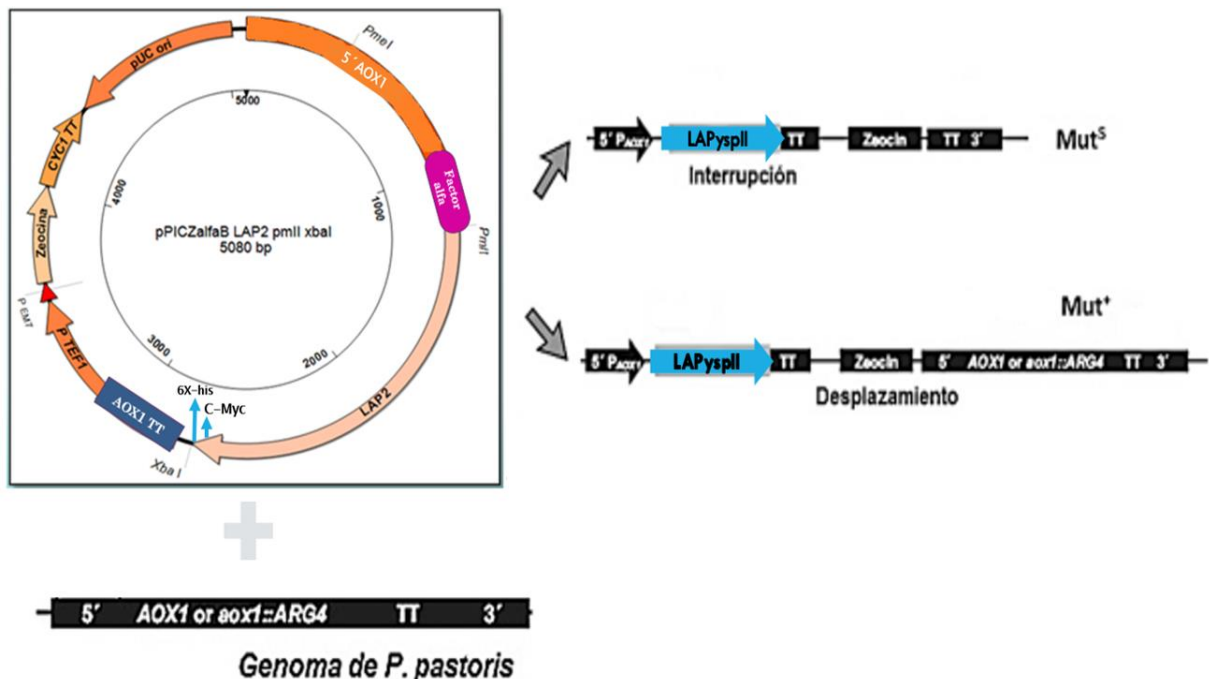 pUC ori
5000
PmeI
5´AOX1
CYC1 TT
Factor
alfa
4000
1000
pPICZalfaB LAP2 pmlI xbaI
5080 bp
Zeocina
PmlI
P EM7
P TEF1
3000
2000
6X-his
C-Myc
LAP2
AOX1 TT
Xba I
5´ PAOX1 LAPyspII TT Zeocin TT 3´ Mutˢ
Interrupción
Mut⁺
5´ PAOX1 LAPyspII TT Zeocin 5´ AOX1 or aox1::ARG4 TT 3´
Desplazamiento
5´ AOX1 or aox1::ARG4 TT 3´
Genoma de P. pastoris